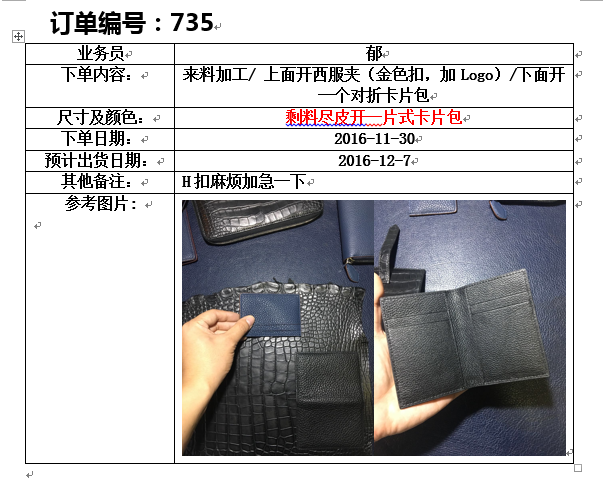 订单编号：735
业务员
郁
下单内容：
来料加工/ 上面开西服夹（金色扣，加 Logo）/下面开
一个对折卡片包
尺寸及颜色：
剩料尽皮开一片式卡片包
下单日期：
2016-11-30
预计出货日期：
2016-12-7
其他备注：
H 扣麻烦加急一下
参考图片：